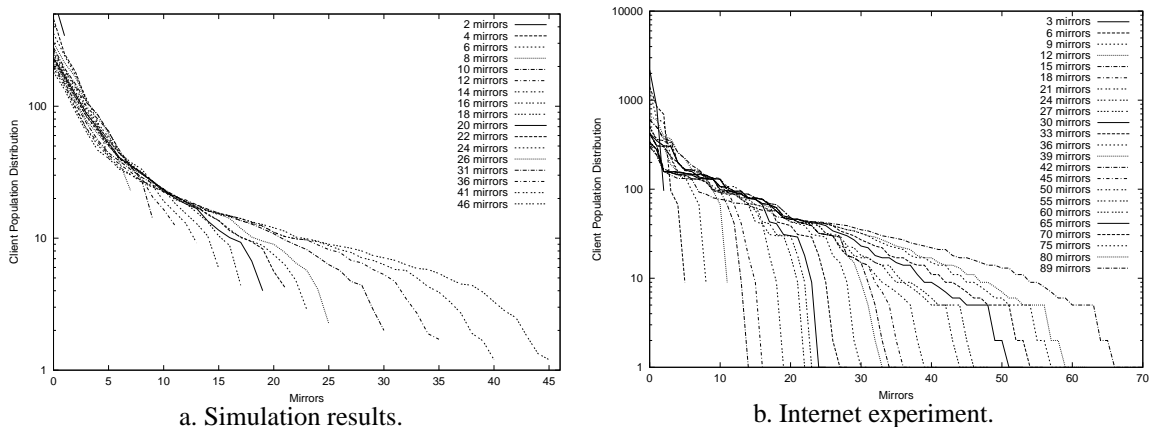 100
10
1
0 5 10 15 20 25 30 35 40 45
Client Population Distribution
Mirrors
2 mirrors
4 mirrors
6 mirrors
8 mirrors
10 mirrors
12 mirrors
14 mirrors
16 mirrors
18 mirrors
20 mirrors
22 mirrors
24 mirrors
26 mirrors
31 mirrors
36 mirrors
41 mirrors
46 mirrors
a. Simulation results.
10000
1000
100
10
1
0 10 20 30 40 50 60 70
Client Population Distribution
Mirrors
3 mirrors
6 mirrors
9 mirrors
12 mirrors
15 mirrors
18 mirrors
21 mirrors
24 mirrors
27 mirrors
30 mirrors
33 mirrors
36 mirrors
39 mirrors
42 mirrors
45 mirrors
50 mirrors
55 mirrors
60 mirrors
65 mirrors
70 mirrors
75 mirrors
80 mirrors
89 mirrors
b. Internet experiment.